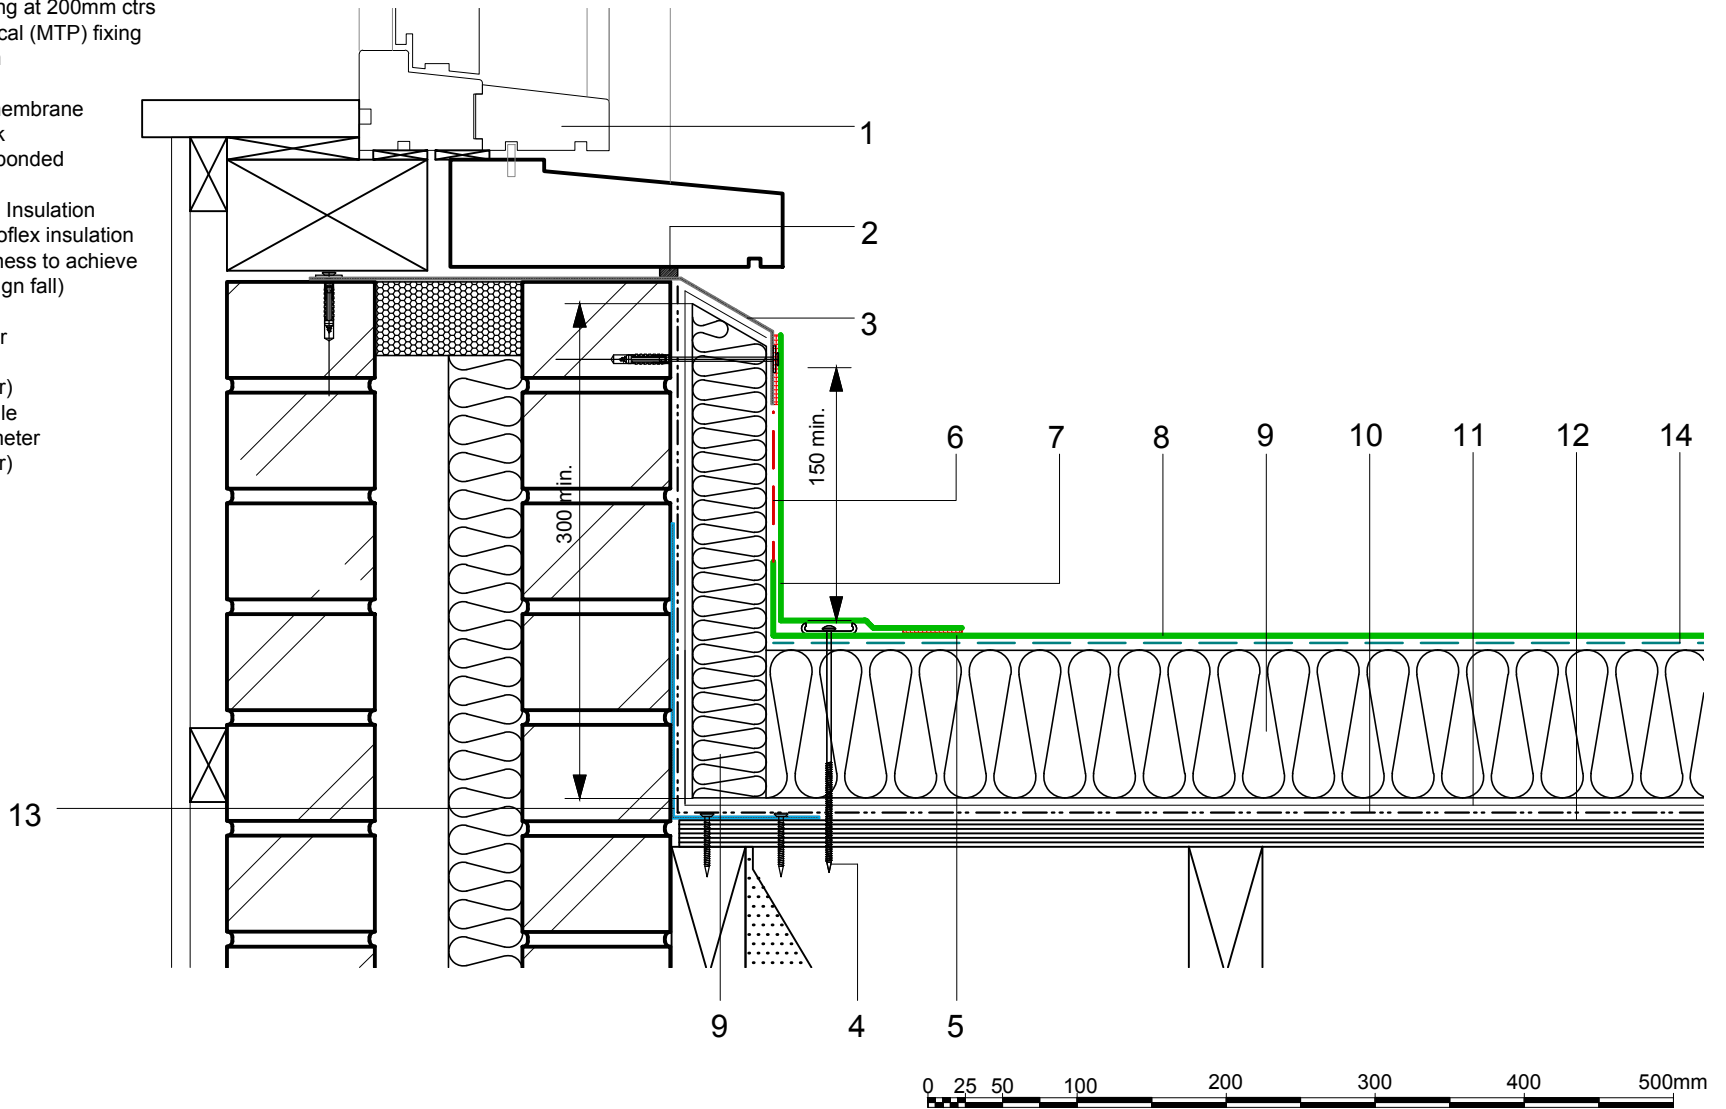 ng at 200mm ctrs
cal (MTP) fixing
nembrane
k
bonded
Insulation
oflex insulation
ness to achieve
ign fall)
r
r)
le
neter
r)
1
2
3
300 min.
150 min.
6 7 8 9 10 11 12 14
13
9 4 5
0 25 50 100 200 300 400 500mm